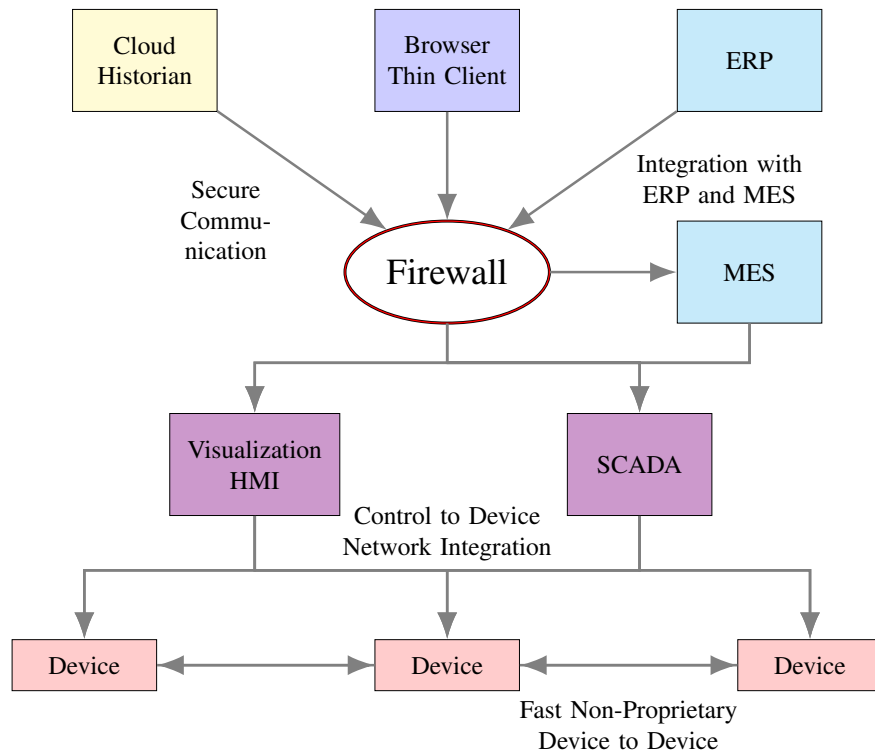 Cloud
Historian
Browser
Thin Client
ERP
Secure
Commu-
nication
Integration with
ERP and MES
Firewall
MES
Visualization
HMI
SCADA
Control to Device
Network Integration
Device
Device
Device
Fast Non-Proprietary
Device to Device